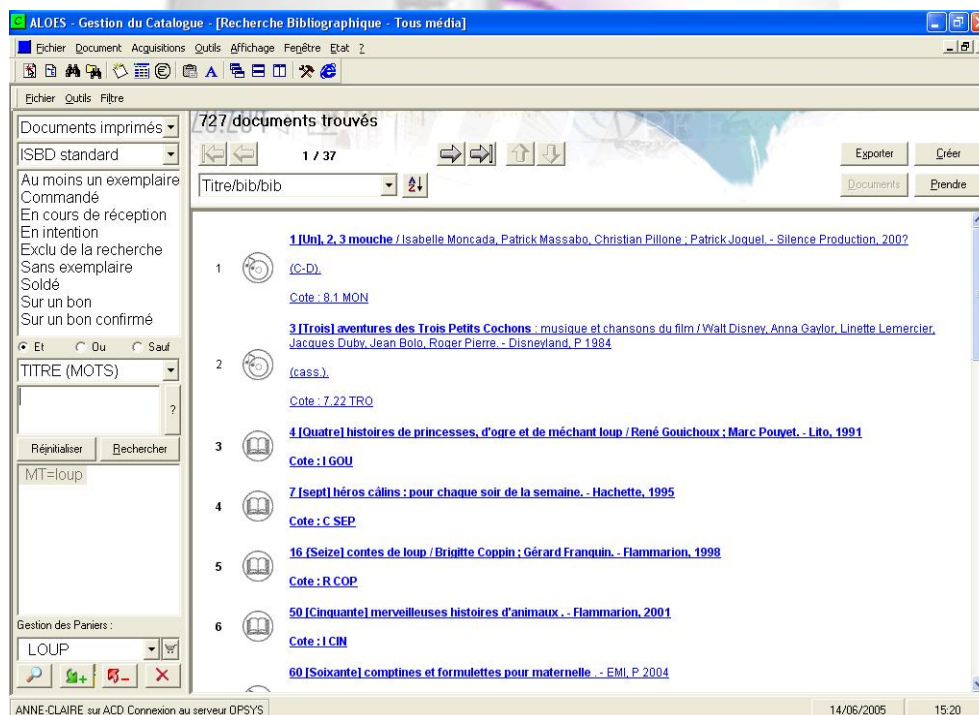 ALOES - Gestion du Catalogue - [Recherche Bibliographique - Tous média]
Fichier Document Acquisitions Outils Affichage Fenêtre Etat ?
Fichier Outils Filtre
Documents imprimés
ISBD standard
Au moins un exemplaire
Commandé
En cours de réception
En intention
Exclu de la recherche
Sans exemplaire
Soldé
Sur un bon
Sur un bon confirmé
Et Ou Sauf
TITRE (MOTS)
?
Réinitialiser Rechercher
MT=loup
Gestion des Paniers :
LOUP
727 documents trouvés
1 / 37
Exporter Créer
Titre/bib/bib
Documents Prendre
1 [Un], 2, 3 mouche / Isabelle Moncada, Patrick Massabo, Christian Pillone ; Patrick Joquel. - Silence Production, 200?
1
(C-D).
Cote : 8.1 MON
3 [Trois] aventures des Trois Petits Cochons : musique et chansons du film / Walt Disney, Anna Gaylor, Linette Lemercier,
Jacques Duby, Jean Bolo, Roger Pierre. - Disneyland, P 1984
2
(cass.).
Cote : 7.22 TRO
4 [Quatre] histoires de princesses, d'ogre et de méchant loup / René Gouichoux ; Marc Pouyet. - Lito, 1991
3
Cote : I GOU
7 [sept] héros câlins : pour chaque soir de la semaine. - Hachette, 1995
4
Cote : C SEP
16 [Seize] contes de loup / Brigitte Coppin ; Gérard Franquin. - Flammarion, 1998
5
Cote : R COP
50 [Cinquante] merveilleuses histoires d'animaux . - Flammarion, 2001
6
Cote : I CIN
60 [Soixante] comptines et formulettes pour maternelle . - EMI, P 2004
ANNE-CLAIRE sur ACD Connexion au serveur OPSYS 14/06/2005 15:20